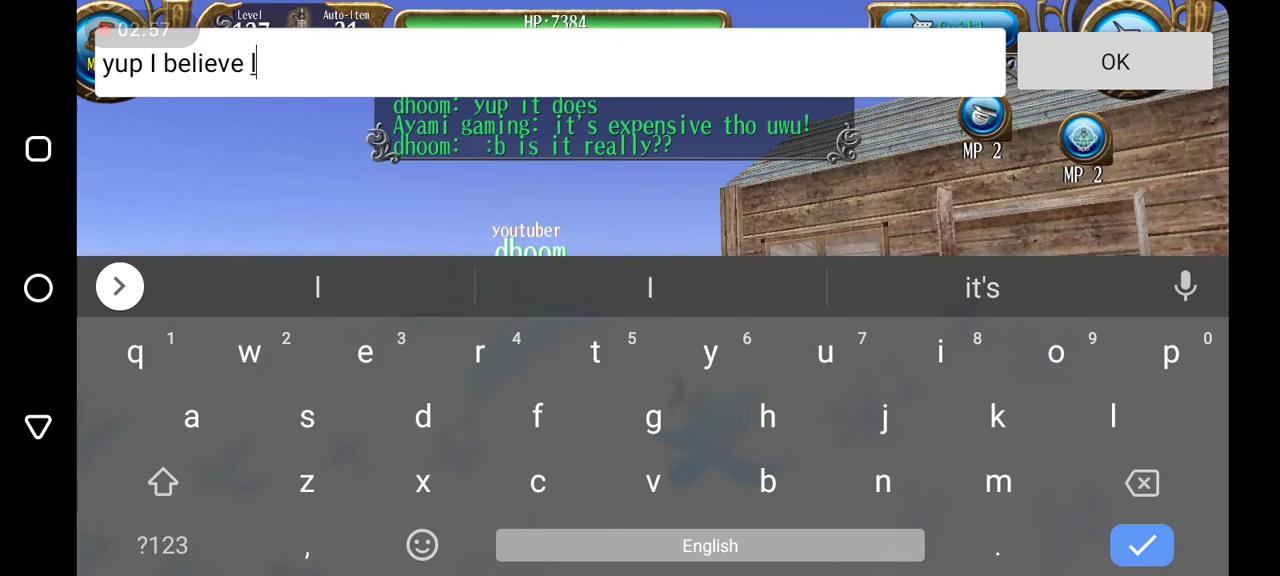 Level
Auto-item
HP:7384
02:57
yup I believe I
OK
dhoom: yup it does
Ayami gaming: it's expensive tho uwu!
dhoom: :b is it really??
MP 2
MP 2
youtuber
dhoom
I
I
it's
q 1 w 2 e 3 r 4 t 5 y 6 u 7 i 8 o 9 p 0
a s d f g h j k l
z x c v b n m
?123 , English .